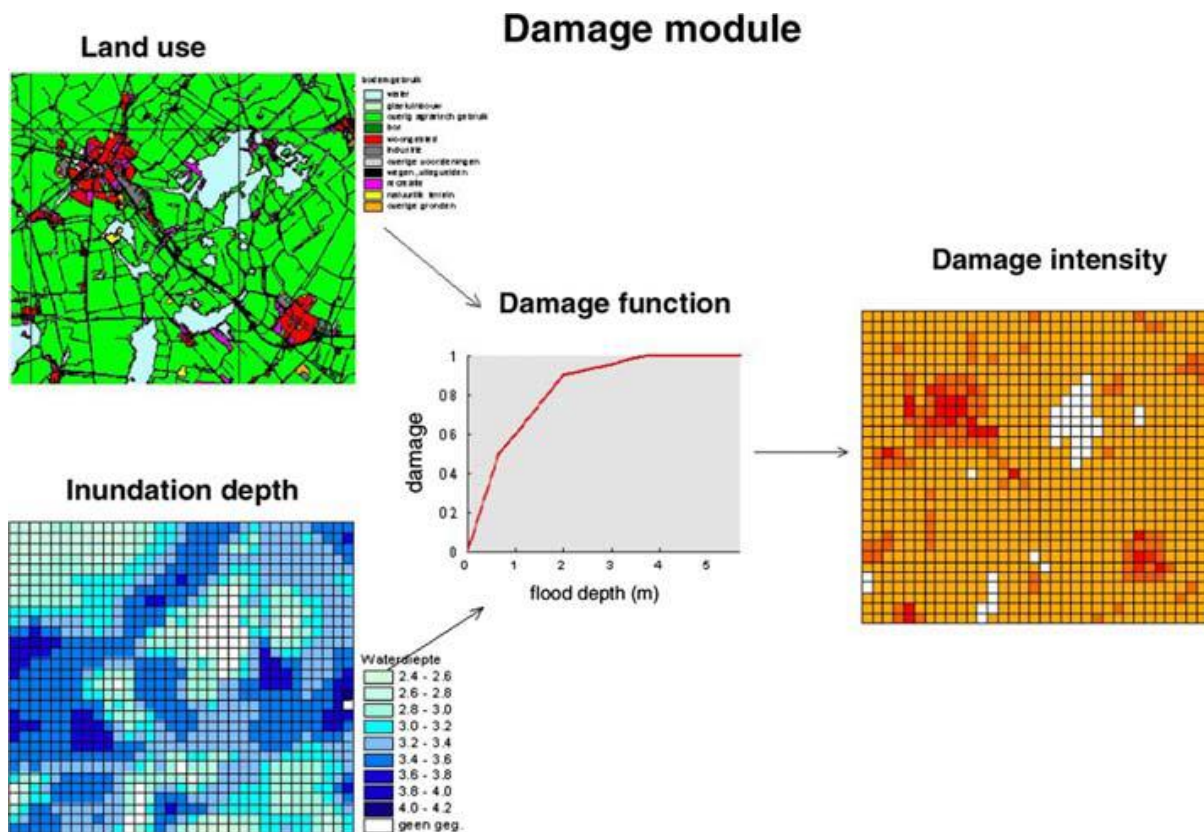 Damage module
Land use
bodemgebruik
water
glastuinbouw
overig agrarisch gebruik
bos
woongebied
industrie
overige voorzieningen
wegen, vliegvelden
recreatie
natuurlijk terrein
overige gronden
Damage function
damage
1
0 8
0 6
0 4
0 2
0
0 1 2 3 4 5
flood depth (m)
Damage intensity
Inundation depth
Waterdiepte
2.4 - 2.6
2.6 - 2.8
2.8 - 3.0
3.0 - 3.2
3.2 - 3.4
3.4 - 3.6
3.6 - 3.8
3.8 - 4.0
4.0 - 4.2
geen geg.